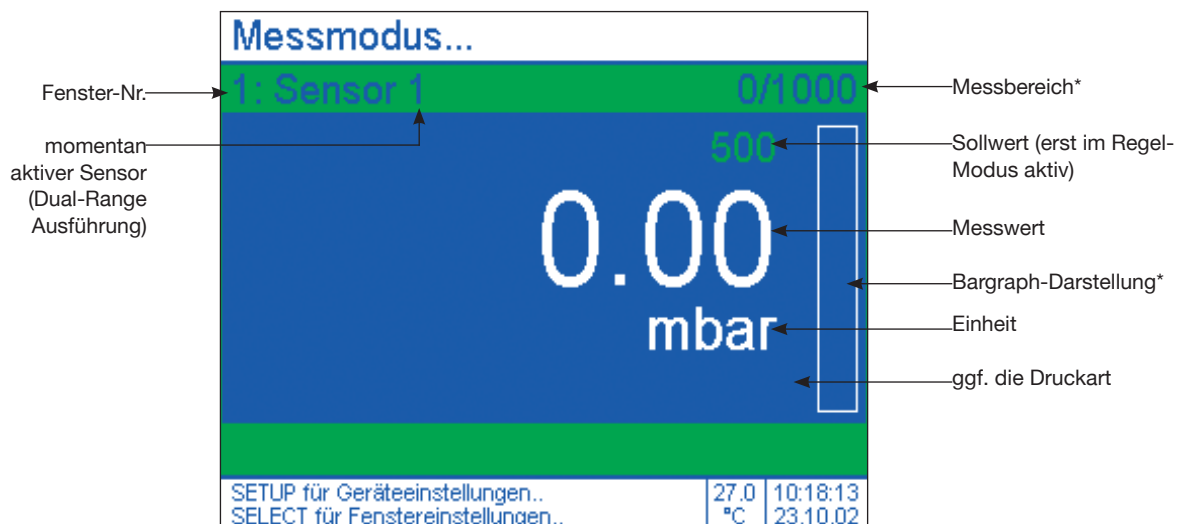 Messmodus...
Fenster-Nr.
1: Sensor 1
0/1000
Messbereich*
momentan
aktiver Sensor
(Dual-Range
Ausführung)
500
Sollwert (erst im Regel-
Modus aktiv)
0.00
Messwert
Bargraph-Darstellung*
mbar
Einheit
ggf. die Druckart
SETUP für Geräteeinstellungen..
SELECT für Fenstereinstellungen..
27.0
°C
10:18:13
23.10.02